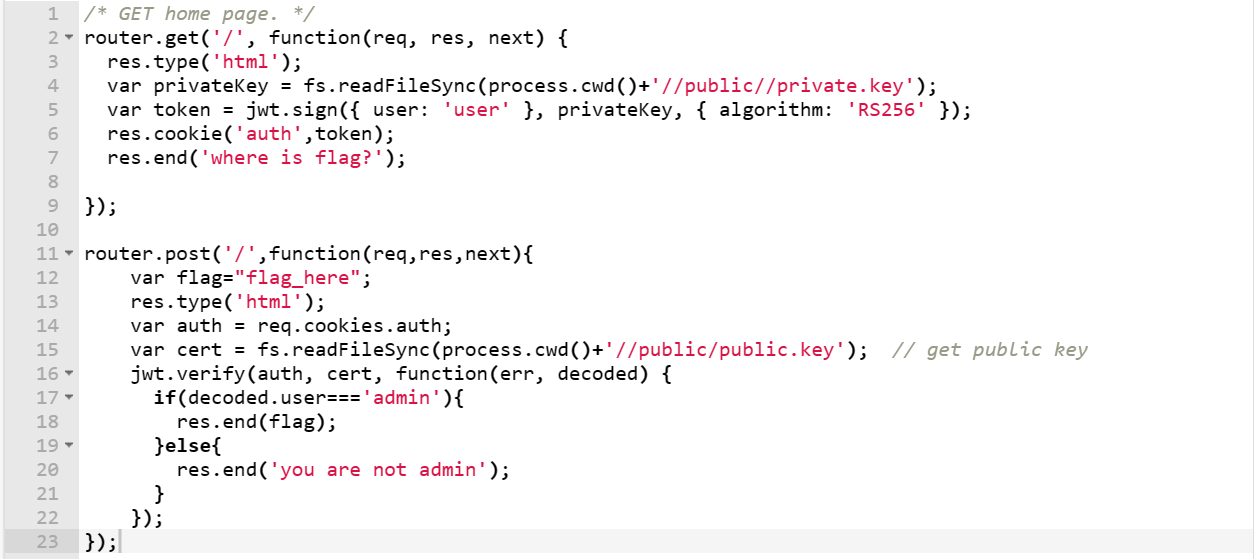 1 /* GET home page. */
2 router.get('/', function(req, res, next) {
3   res.type('html');
4   var privateKey = fs.readFileSync(process.cwd()+'//public//private.key');
5   var token = jwt.sign({ user: 'user' }, privateKey, { algorithm: 'RS256' });
6   res.cookie('auth',token);
7   res.end('where is flag?');
8
9 });
10
11 router.post('/',function(req,res,next){
12     var flag="flag_here";
13     res.type('html');
14     var auth = req.cookies.auth;
15     var cert = fs.readFileSync(process.cwd()+'//public/public.key');  // get public key
16     jwt.verify(auth, cert, function(err, decoded) {
17       if(decoded.user==='admin'){
18         res.end(flag);
19       }else{
20         res.end('you are not admin');
21       }
22     });
23 });